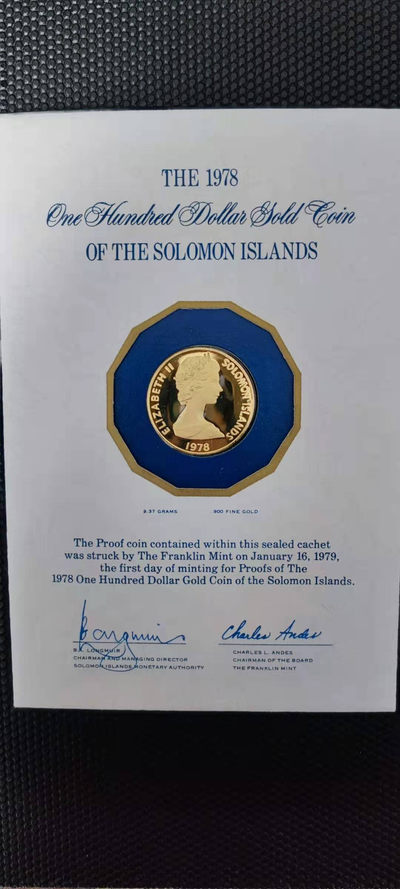 THE 1978
One Hundred Dollar Gold Coin
OF THE SOLOMON ISLANDS
ELIZABETH II SOLOMON ISLANDS
1978
9.37 GRAMS 900 FINE GOLD
The Proof coin contained within this sealed cachet
was struck by The Franklin Mint on January 16, 1979,
the first day of minting for Proofs of The
1978 One Hundred Dollar Gold Coin of the Solomon Islands.
Charles Andes
LONGMUIR CHARLES L. ANDES
CHAIRMAN AND MANAGING DIRECTOR CHAIRMAN OF THE BOARD
SOLOMON ISLANDS MONETARY AUTHORITY THE FRANKLIN MINT